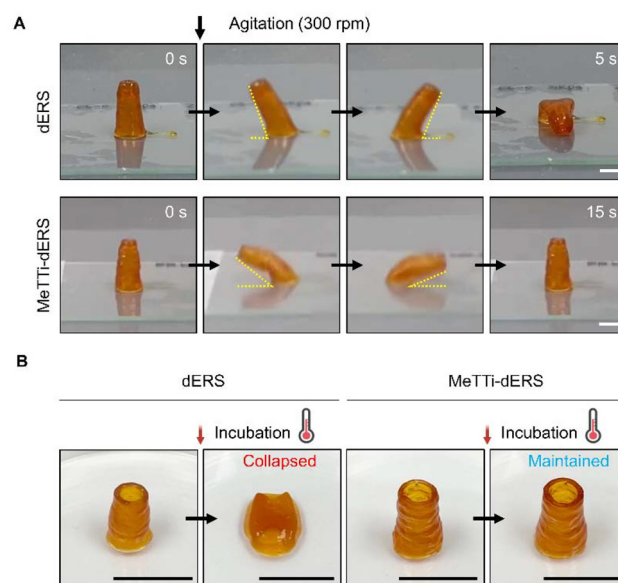 A
Agitation (300 rpm)
dERS
0 s
5 s
MeTTi-dERS
0 s
15 s
B
dERS
MeTTi-dERS
Incubation
Incubation
Collapsed
Maintained